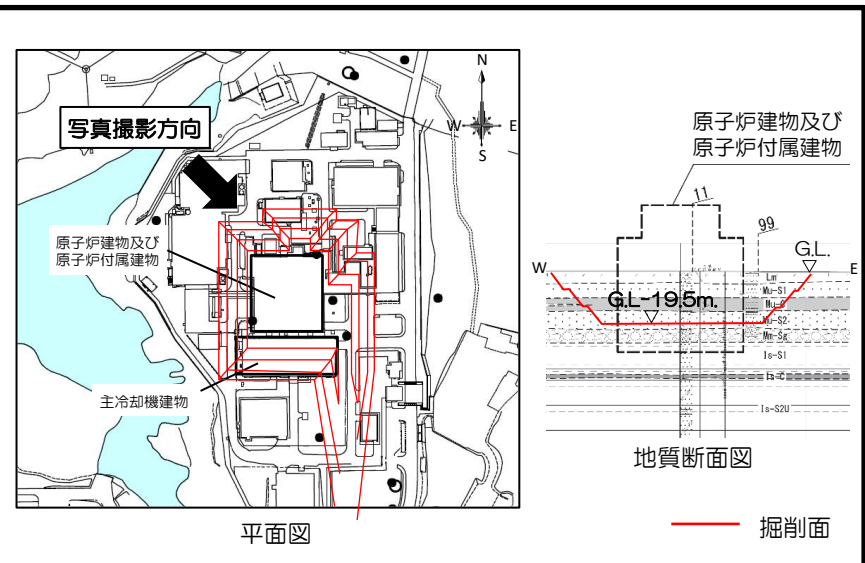 N
写真撮影方向
W
E
S
原子炉建物及び
原子炉付属建物
主冷却機建物
平面図
原子炉建物及び
原子炉付属建物
11
99
G.L.
W
E
Lm
Mu-S1
G.L-19.5m.
Mu-S2
Mm-Sg
Is-S1
Is-C
Is-S2U
地質断面図
掘削面